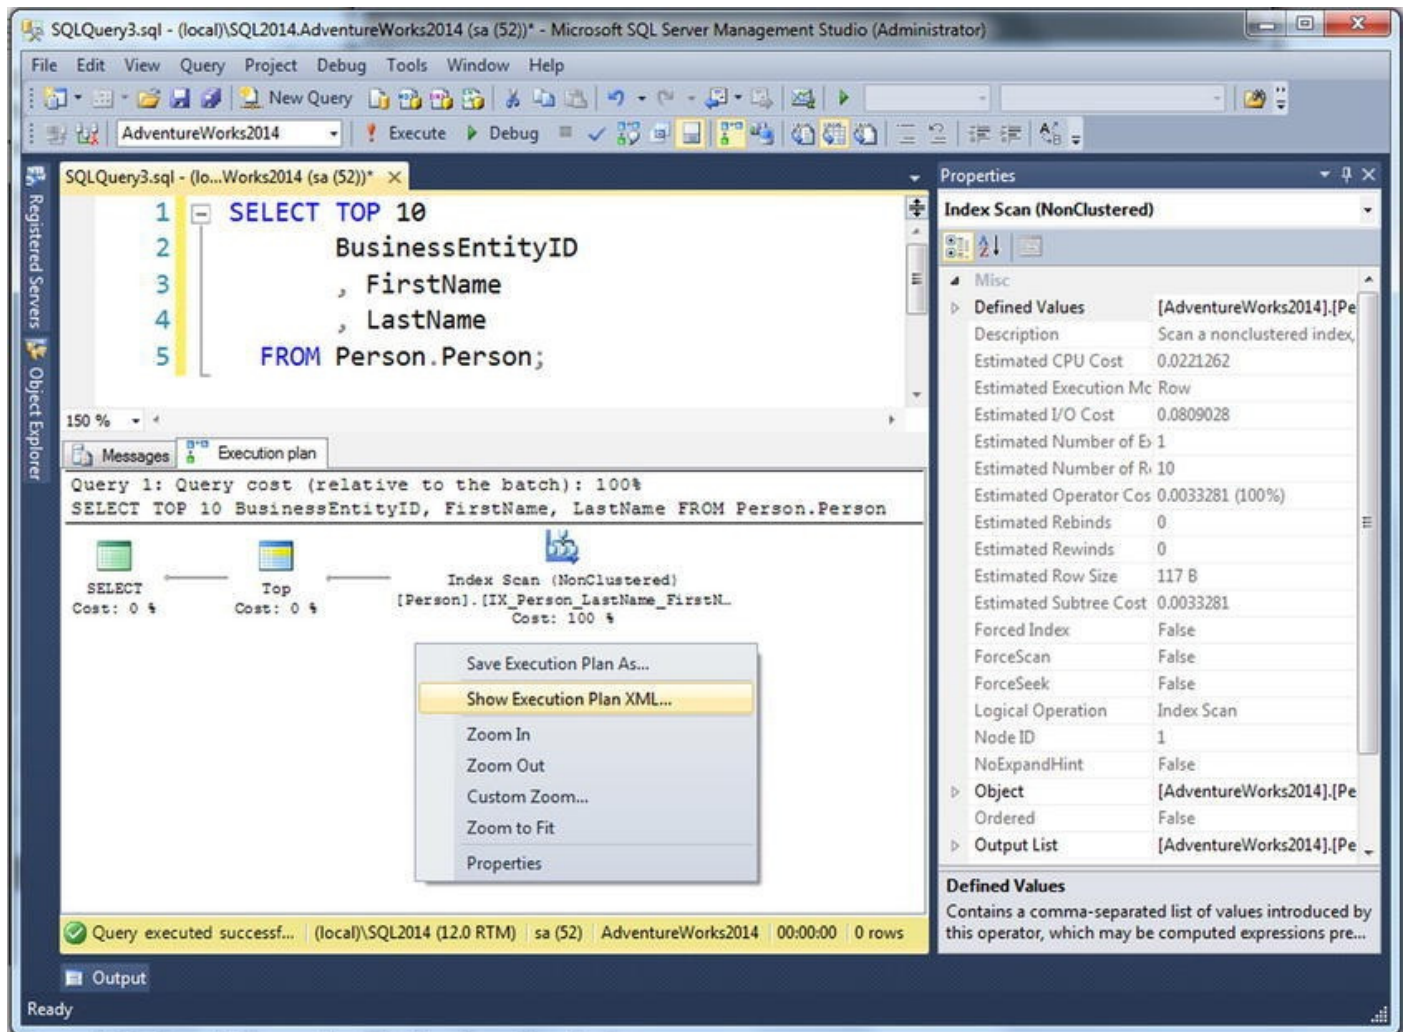 SQLQuery3.sql - (local)\SQL2014.AdventureWorks2014 (sa (52))* - Microsoft SQL Server Management Studio (Administrator)
File Edit View Query Project Debug Tools Window Help
New Query
AdventureWorks2014 Execute Debug
Registered Servers
Object Explorer
SQLQuery3.sql - (lo...Works2014 (sa (52))*
1 SELECT TOP 10
2 BusinessEntityID
3 , FirstName
4 , LastName
5 FROM Person.Person;
150 %
Messages Execution plan
Query 1: Query cost (relative to the batch): 100%
SELECT TOP 10 BusinessEntityID, FirstName, LastName FROM Person.Person
SELECT
Cost: 0 %
Top
Cost: 0 %
Index Scan (NonClustered)
[Person].[IX_Person_LastName_FirstN…
Cost: 100 %
Save Execution Plan As...
Show Execution Plan XML...
Zoom In
Zoom Out
Custom Zoom...
Zoom to Fit
Properties
Query executed successf... (local)\SQL2014 (12.0 RTM) sa (52) AdventureWorks2014 00:00:00 0 rows
Properties
Index Scan (NonClustered)
Misc
Defined Values [AdventureWorks2014].[Pe
Description Scan a nonclustered index,
Estimated CPU Cost 0.0221262
Estimated Execution Mc Row
Estimated I/O Cost 0.0809028
Estimated Number of E 1
Estimated Number of R 10
Estimated Operator Cos 0.0033281 (100%)
Estimated Rebinds 0
Estimated Rewinds 0
Estimated Row Size 117 B
Estimated Subtree Cost 0.0033281
Forced Index False
ForceScan False
ForceSeek False
Logical Operation Index Scan
Node ID 1
NoExpandHint False
Object [AdventureWorks2014].[Pe
Ordered False
Output List [AdventureWorks2014].[Pe
Defined Values
Contains a comma-separated list of values introduced by
this operator, which may be computed expressions pre...
Output
Ready